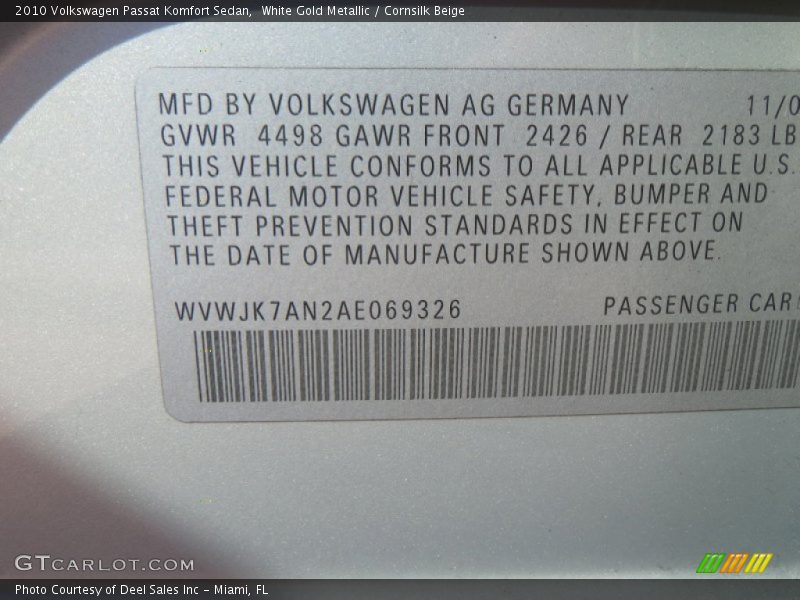 2010 Volkswagen Passat Komfort Sedan, White Gold Metallic / Cornsilk Beige
MFD BY VOLKSWAGEN AG GERMANY 11/0
GVWR 4498 GAWR FRONT 2426 / REAR 2183 LB
THIS VEHICLE CONFORMS TO ALL APPLICABLE U.S.
FEDERAL MOTOR VEHICLE SAFETY, BUMPER AND
THEFT PREVENTION STANDARDS IN EFFECT ON
THE DATE OF MANUFACTURE SHOWN ABOVE.
WVWJK7AN2AE069326 PASSENGER CAR
GTCARLOT.COM
Photo Courtesy of Deel Sales Inc - Miami, FL